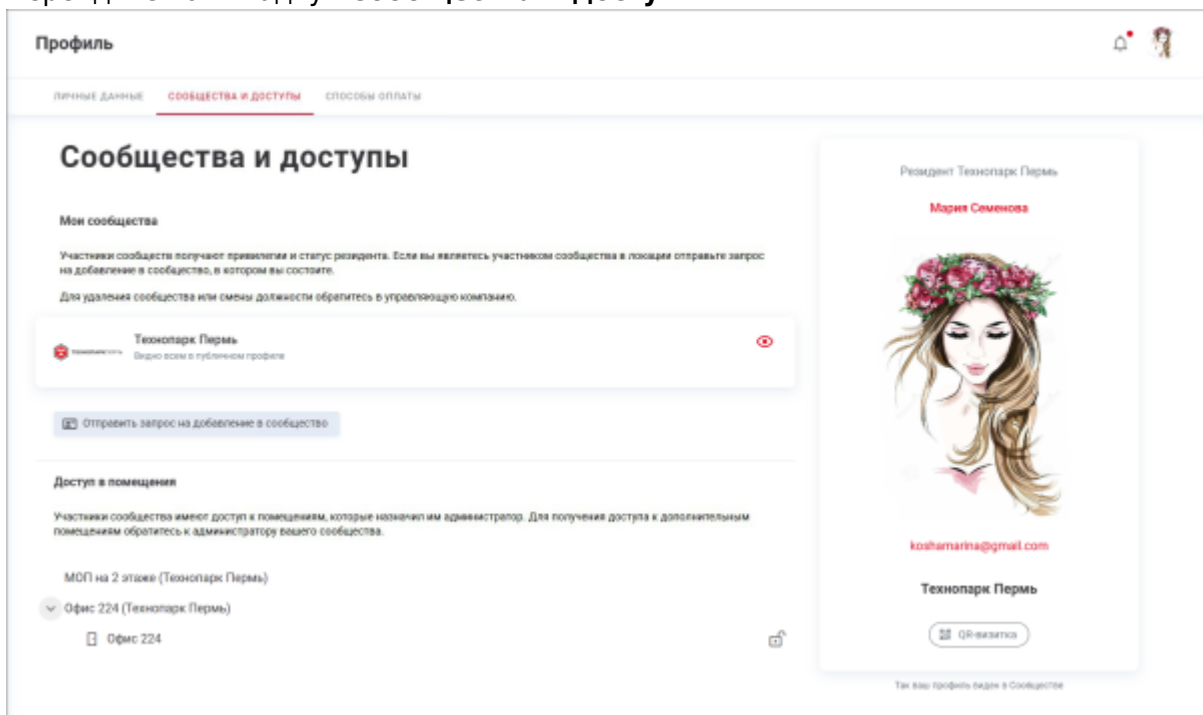 Профиль
ЛИЧНЫЕ ДАННЫЕ СООБЩЕСТВА И ДОСТУПЫ СПОСОБЫ ОПЛАТЫ
Сообщества и доступы
Мои сообщества
Участники сообществ получают привилегии и статус резидента. Если вы являетесь участником сообщества в локации отправьте запрос
на добавление в сообщество, в котором вы состоите.
Для удаления сообщества или смены должности обратитесь в управляющую компанию.
Технопарк Пермь
Видно всем в публичном профиле
Отправить запрос на добавление в сообщество
Доступ в помещения
Участники сообщества имеют доступ к помещениям, которые назначил им администратор. Для получения доступа к дополнительным
помещениям обратитесь к администратору вашего сообщества.
МОП на 2 этаже (Технопарк Пермь)
Офис 224 (Технопарк Пермь)
Офис 224
Резидент Технопарк Пермь
Мария Семенова
koshamarina@gmail.com
Технопарк Пермь
QR-визитка
Так ваш профиль виден в Сообществе